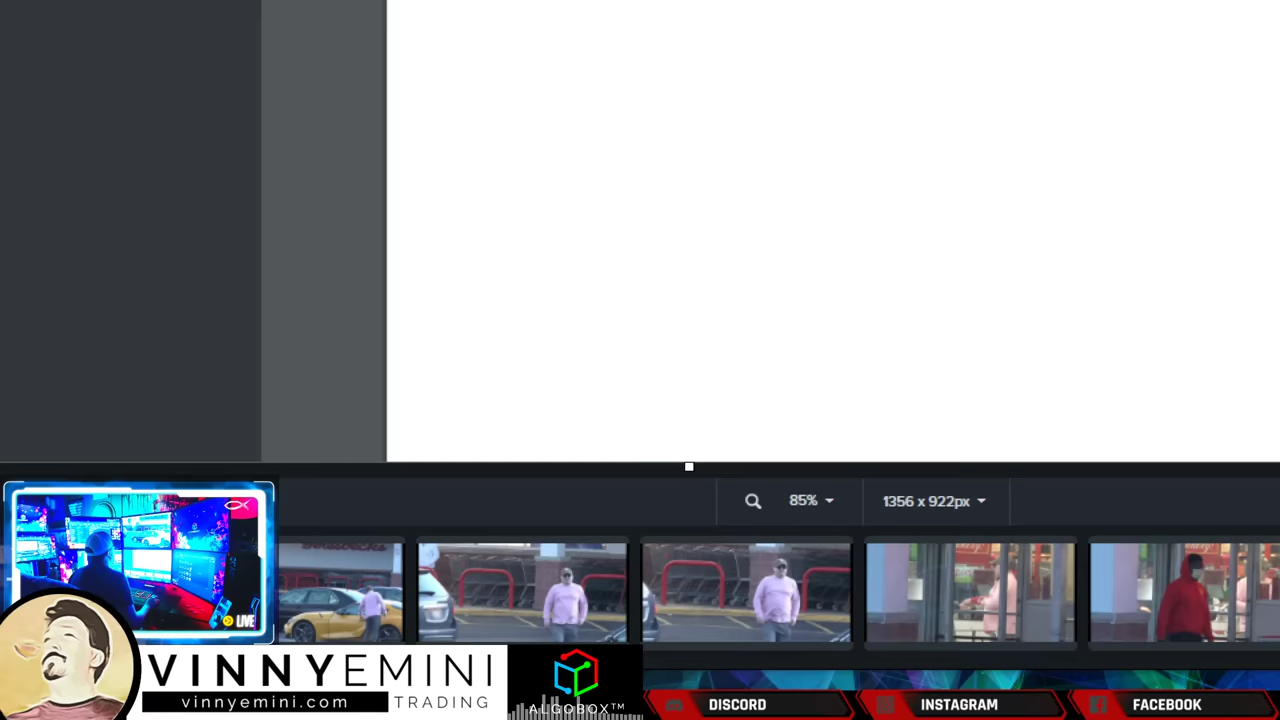 85%
1356 x 922px
LIVE
VINNYEMINI
vinnyemini.com
TRADING
ALGOBOX™
DISCORD
INSTAGRAM
FACEBOOK